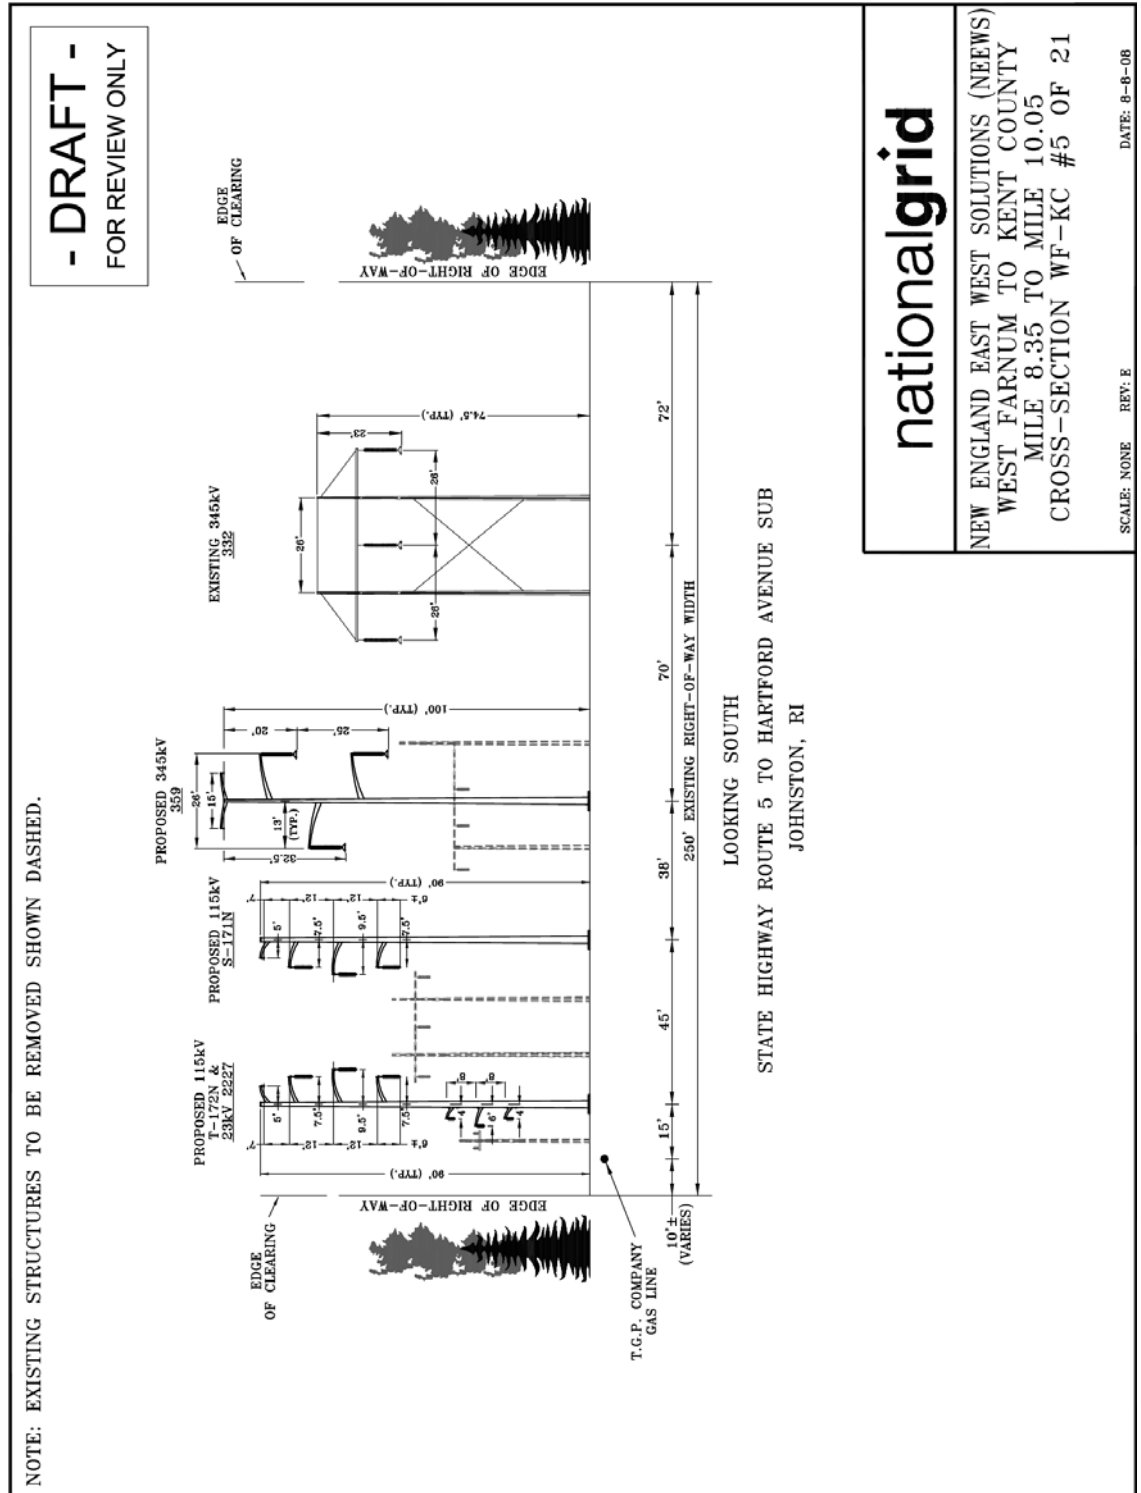 NOTE: EXISTING STRUCTURES TO BE REMOVED SHOWN DASHED.
- DRAFT -
FOR REVIEW ONLY
EDGE
OF CLEARING
EDGE
OF CLEARING
EDGE OF RIGHT-OF-WAY
EDGE OF RIGHT-OF-WAY
PROPOSED 115kV
T-172N &
23kV 2227
90' (TYP.)
7'
12'
12'
6'±
5'
7.5'
9.5'
7.5'
8'
8'
4'
6'
4'
PROPOSED 115kV
S-171N
7'
12'
12'
6'±
5'
7.5'
9.5'
7.5'
90' (TYP.)
PROPOSED 345kV
359
26'
15'
13'
(TYP.)
32.5'
20'
25'
100' (TYP.)
EXISTING 345kV
332
26'
23'
26'
26'
74.5' (TYP.)
T.G.P. COMPANY
GAS LINE
10'±
(VARIES)
15'
45'
38'
70'
72'
250' EXISTING RIGHT-OF-WAY WIDTH
LOOKING SOUTH
STATE HIGHWAY ROUTE 5 TO HARTFORD AVENUE SUB
JOHNSTON, RI
nationalgrid
NEW ENGLAND EAST WEST SOLUTIONS (NEEWS)
WEST FARNUM TO KENT COUNTY
MILE 8.35 TO MILE 10.05
CROSS-SECTION WF-KC #5 OF 21
SCALE: NONE REV: E DATE: 8-8-08